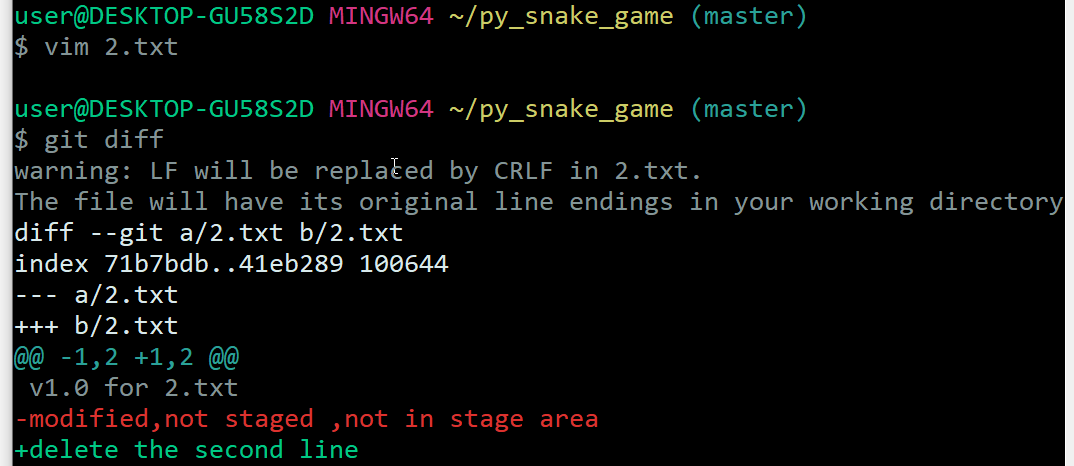 user@DESKTOP-GU58S2D MINGW64 ~/py_snake_game (master)
$ vim 2.txt
user@DESKTOP-GU58S2D MINGW64 ~/py_snake_game (master)
$ git diff
warning: LF will be replaced by CRLF in 2.txt.
The file will have its original line endings in your working directory
diff --git a/2.txt b/2.txt
index 71b7bdb..41eb289 100644
--- a/2.txt
+++ b/2.txt
@@ -1,2 +1,2 @@
 v1.0 for 2.txt
-modified,not staged ,not in stage area
+delete the second line